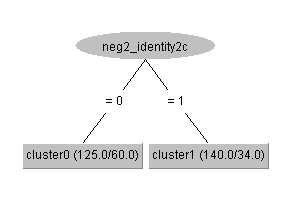 neg2_identity2c
= 0
= 1
cluster0 (125.0/60.0)
cluster1 (140.0/34.0)